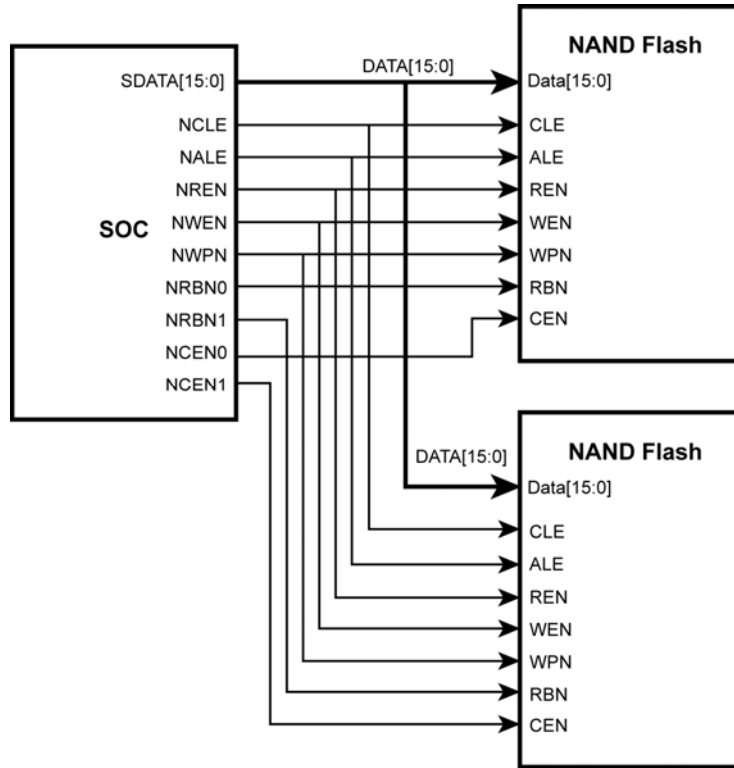 SOC
SDATA[15:0]
NCLE
NALE
NREN
NWEN
NWPN
NRBN0
NRBN1
NCEN0
NCEN1
DATA[15:0]
NAND Flash
Data[15:0]
CLE
ALE
REN
WEN
WPN
RBN
CEN
DATA[15:0]
NAND Flash
Data[15:0]
CLE
ALE
REN
WEN
WPN
RBN
CEN